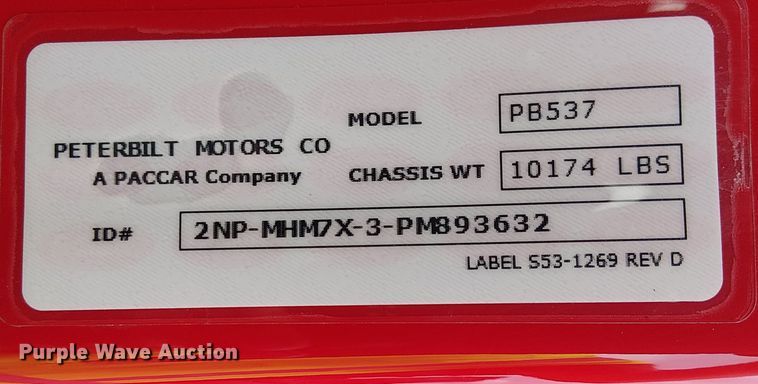 MODEL PB537
PETERBILT MOTORS CO
A PACCAR Company CHASSIS WT 10174 LBS
ID# 2NP-MHM7X-3-PM893632
LABEL S53-1269 REV D
Purple Wave Auction